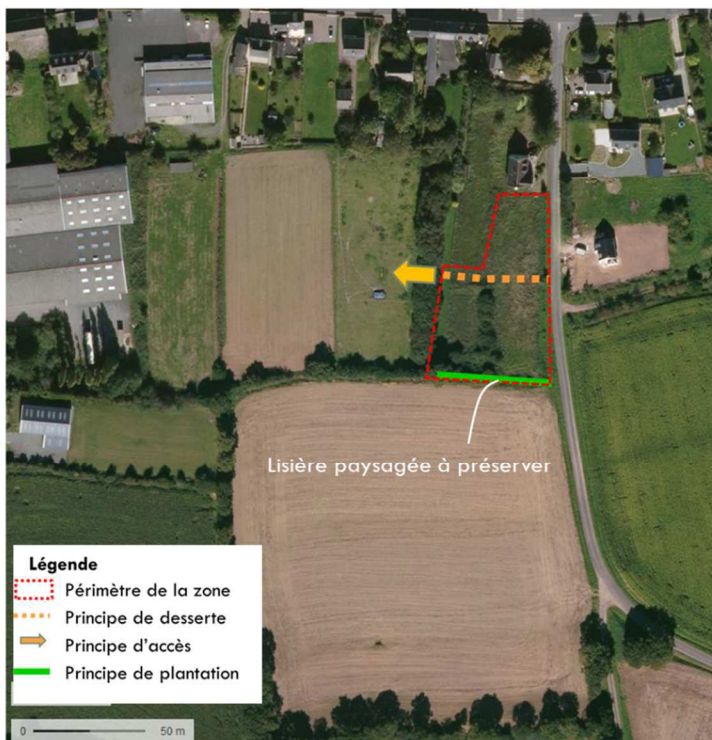 Lisière paysagée à préserver
Légende
Périmètre de la zone
Principe de desserte
Principe d'accès
Principe de plantation
0 50 m